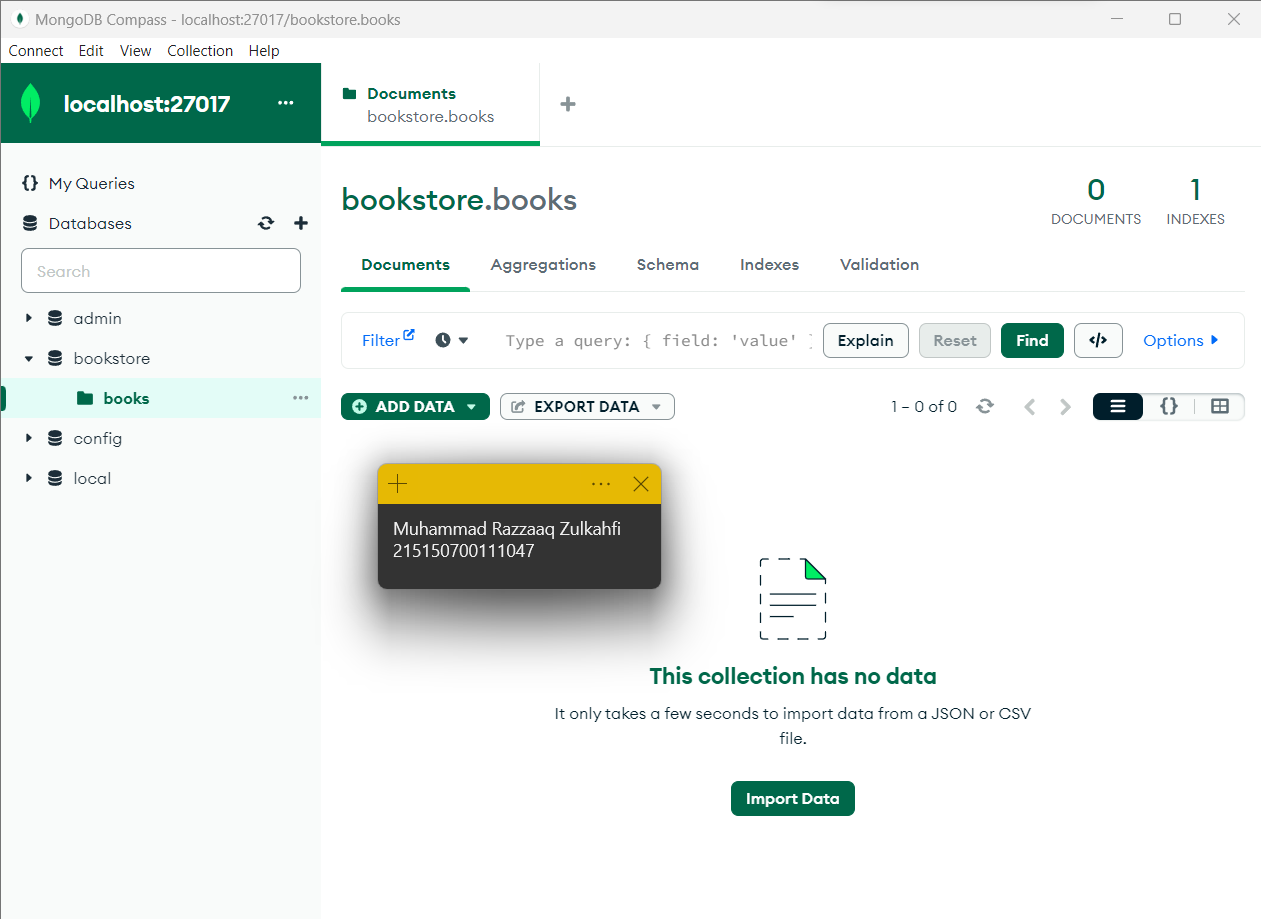 MongoDB Compass - localhost:27017/bookstore.books
Connect Edit View Collection Help
localhost:27017
Documents
bookstore.books
My Queries
Databases
Search
admin
bookstore
books
config
local
bookstore.books
0
DOCUMENTS
1
INDEXES
Documents Aggregations Schema Indexes Validation
Filter Type a query: { field: 'value' } Explain Reset Find </> Options
ADD DATA EXPORT DATA 1 – 0 of 0 {}
Muhammad Razzaaq Zulkahfi
215150700111047
This collection has no data
It only takes a few seconds to import data from a JSON or CSV
file.
Import Data